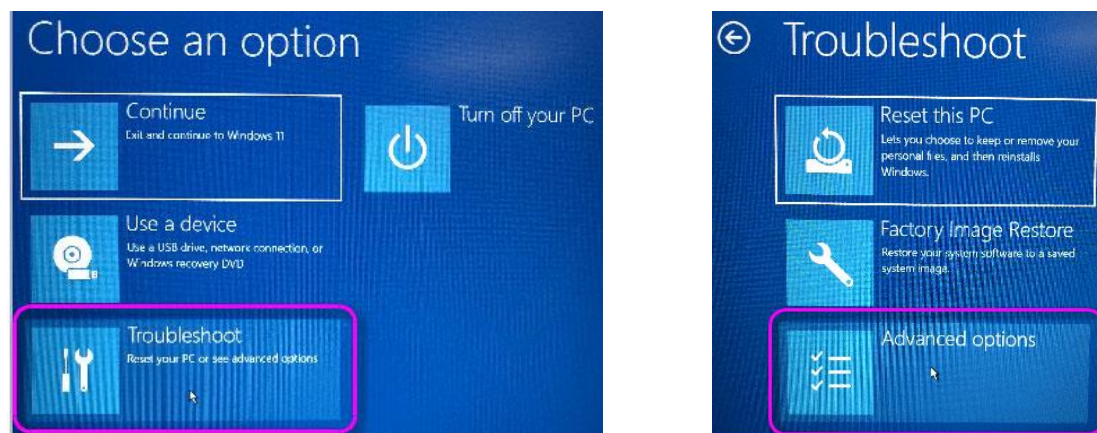 Choose an option
Continue
Exit and continue to Windows 11
Turn off your PC
Use a device
Use a USB drive, network connection, or
Windows recovery DVD
Troubleshoot
Reset your PC or see advanced options
Troubleshoot
Reset this PC
Lets you choose to keep or remove your
personal files, and then reinstalls
Windows.
Factory Image Restore
Restore your system software to a saved
system image.
Advanced options